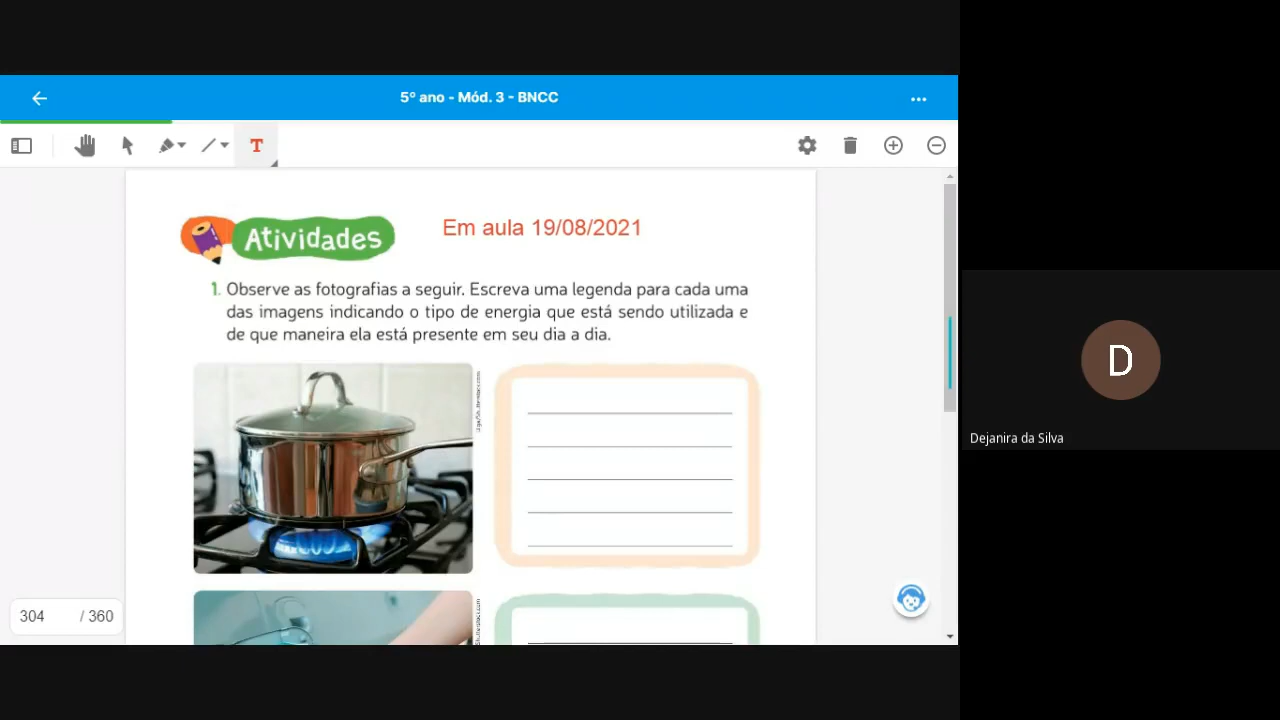 5º ano - Mód. 3 - BNCC
T
Atividades
Em aula 19/08/2021
1. Observe as fotografias a seguir. Escreva uma legenda para cada uma
das imagens indicando o tipo de energia que está sendo utilizada e
de que maneira ela está presente em seu dia a dia.
304 / 360
D
Dejanira da Silva